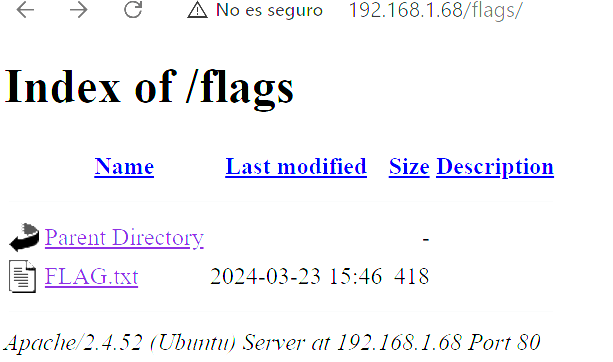 No es seguro 192.168.1.68/flags/
Index of /flags
Name Last modified Size Description
Parent Directory -
FLAG.txt 2024-03-23 15:46 418
Apache/2.4.52 (Ubuntu) Server at 192.168.1.68 Port 80